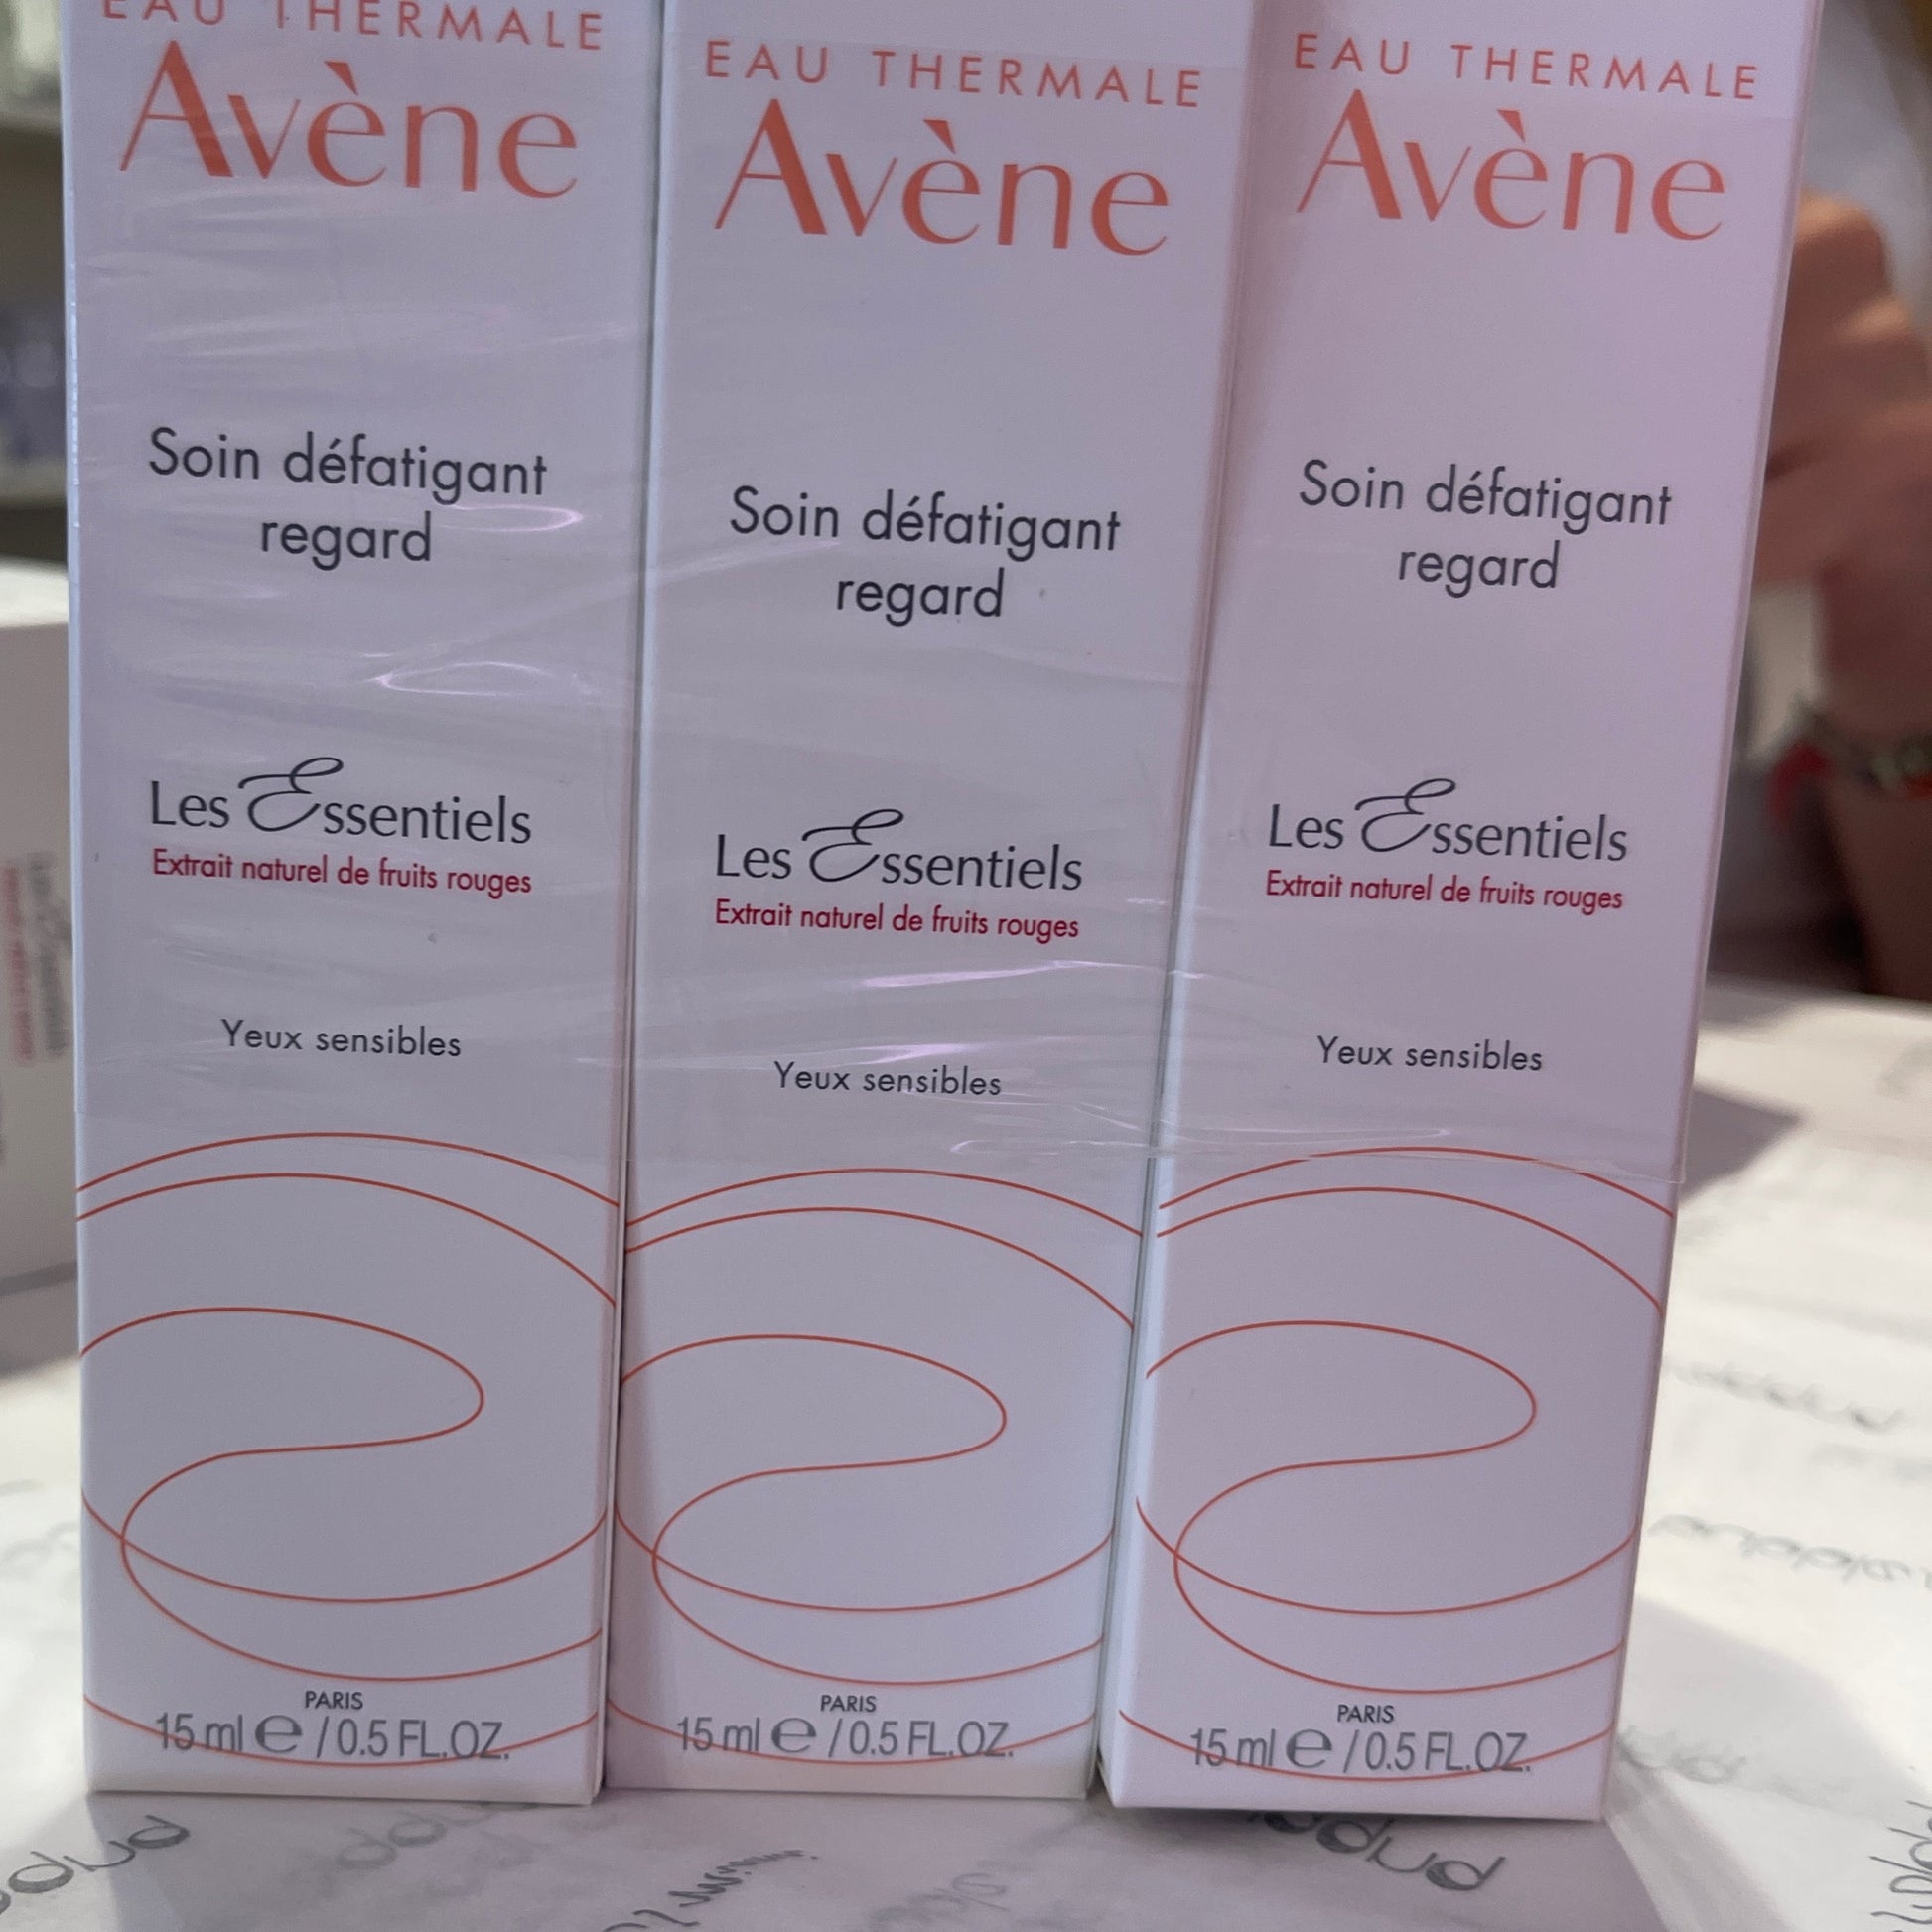 EAU THERMALE
Avène
Soin défatigant
regard
Les Essentiels
Extrait naturel de fruits rouges
Yeux sensibles
PARIS
15 ml e / 0.5 FL.OZ.
EAU THERMALE
Avène
Soin défatigant
regard
Les Essentiels
Extrait naturel de fruits rouges
Yeux sensibles
PARIS
15 ml e / 0.5 FL.OZ.
EAU THERMALE
Avène
Soin défatigant
regard
Les Essentiels
Extrait naturel de fruits rouges
Yeux sensibles
PARIS
15 ml e / 0.5 FL.OZ.